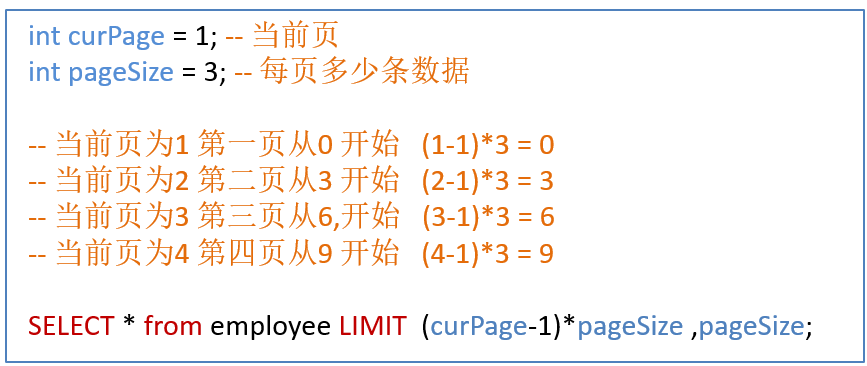 int curPage = 1; -- 当前页
int pageSize = 3; -- 每页多少条数据
-- 当前页为1 第一页从0 开始 (1-1)*3 = 0
-- 当前页为2 第二页从3 开始 (2-1)*3 = 3
-- 当前页为3 第三页从6,开始 (3-1)*3 = 6
-- 当前页为4 第四页从9 开始 (4-1)*3 = 9
SELECT * from employee LIMIT (curPage-1)*pageSize ,pageSize;